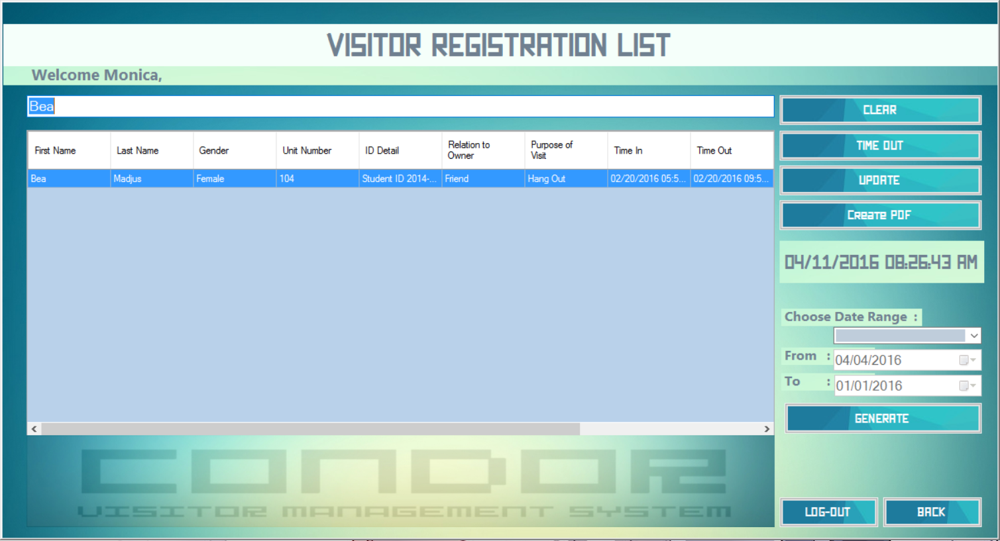 VISITOR REGISTRATION LIST
Welcome Monica,
Bea
CLEAR
TIME OUT
UPDATE
Create PDF
First Name Last Name Gender Unit Number ID Detail Relation to Owner Purpose of Visit Time In Time Out
Bea Madjus Female 104 Student ID 2014-... Friend Hang Out 02/20/2016 05:5... 02/20/2016 09:5...
04/11/2016 08:26:43 AM
Choose Date Range :
From : 04/04/2016
To : 01/01/2016
GENERATE
CONDOR
VISITOR MANAGEMENT SYSTEM
LOG-OUT BACK